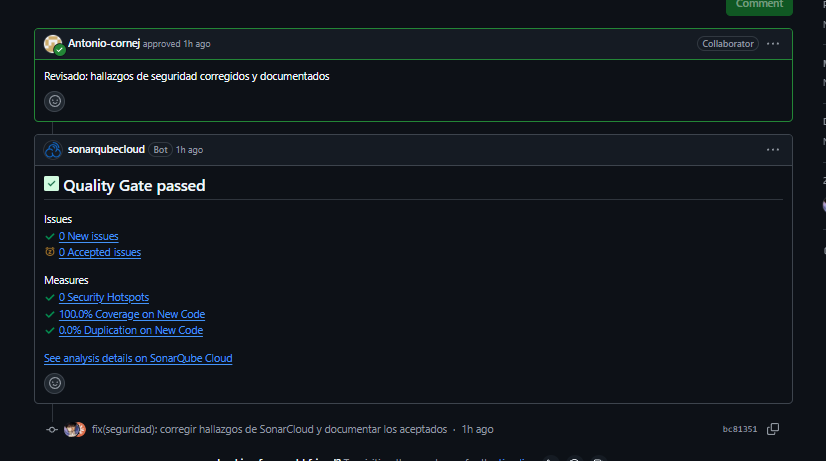 Comment
Antonio-cornej approved 1h ago
Collaborator
Revisado: hallazgos de seguridad corregidos y documentados
sonarqubecloud Bot 1h ago
Quality Gate passed
Issues
0 New issues
0 Accepted issues
Measures
0 Security Hotspots
100.0% Coverage on New Code
0.0% Duplication on New Code
See analysis details on SonarQube Cloud
fix(seguridad): corregir hallazgos de SonarCloud y documentar los aceptados · 1h ago
bc81351